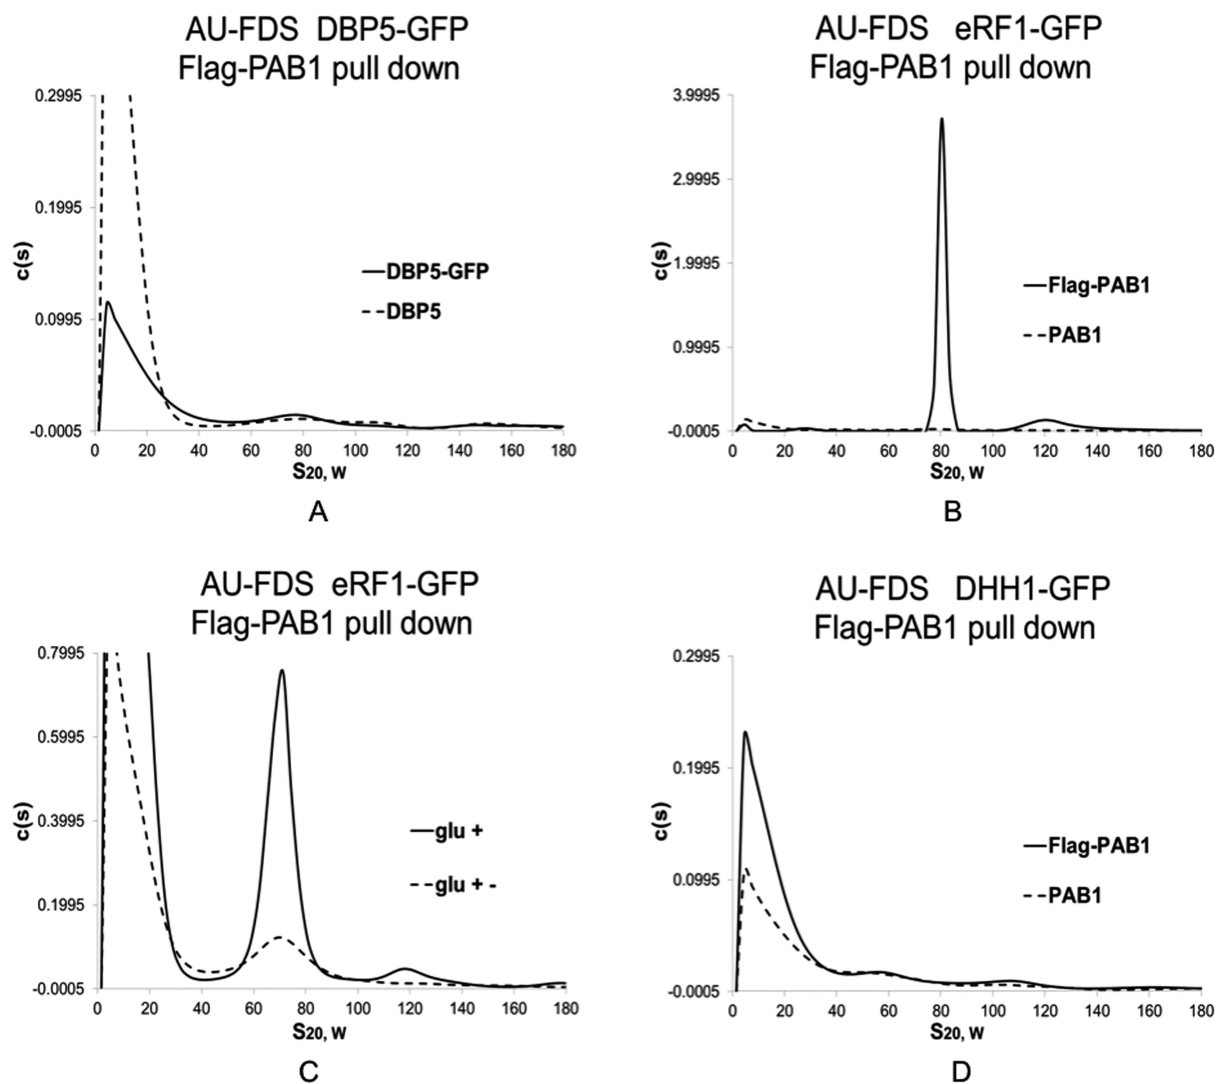 AU-FDS DBP5-GFP
Flag-PAB1 pull down
0.2995
0.1995
0.0995
-0.0005
c(s)
DBP5-GFP
DBP5
0 20 40 60 80 100 120 140 160 180
S20, W
A
AU-FDS eRF1-GFP
Flag-PAB1 pull down
3.9995
2.9995
1.9995
0.9995
-0.0005
c(s)
Flag-PAB1
PAB1
0 20 40 60 80 100 120 140 160 180
S20, W
B
AU-FDS eRF1-GFP
Flag-PAB1 pull down
0.7995
0.5995
0.3995
0.1995
-0.0005
c(s)
glu +
glu + -
0 20 40 60 80 100 120 140 160 180
S20, W
C
AU-FDS DHH1-GFP
Flag-PAB1 pull down
0.2995
0.1995
0.0995
-0.0005
c(s)
Flag-PAB1
PAB1
0 20 40 60 80 100 120 140 160 180
S20, W
D